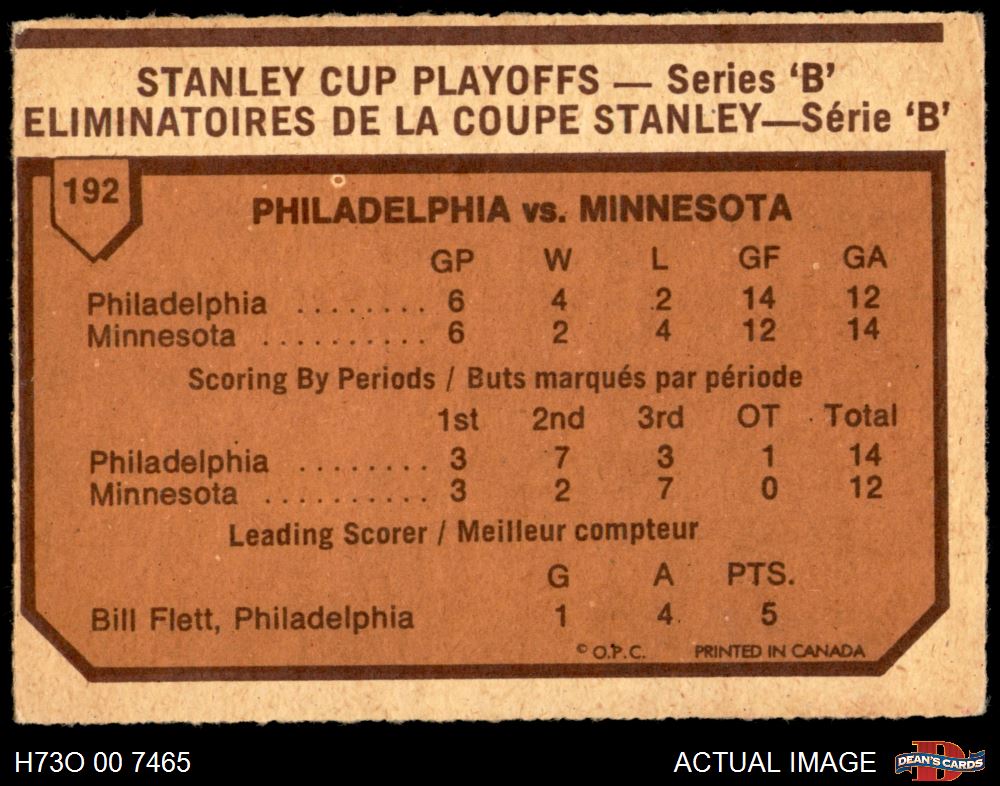 STANLEY CUP PLAYOFFS — Series ‘B’
ELIMINATOIRES DE LA COUPE STANLEY—Série ‘B’
192
PHILADELPHIA vs. MINNESOTA
GP W L GF GA
Philadelphia ........ 6 4 2 14 12
Minnesota .......... 6 2 4 12 14
Scoring By Periods / Buts marqués par période
1st 2nd 3rd OT Total
Philadelphia ........ 3 7 3 1 14
Minnesota .......... 3 2 7 0 12
Leading Scorer / Meilleur compteur
G A PTS.
Bill Flett, Philadelphia 1 4 5
© O.P.C. PRINTED IN CANADA
H73O 00 7465 ACTUAL IMAGE DEAN'S CARDS